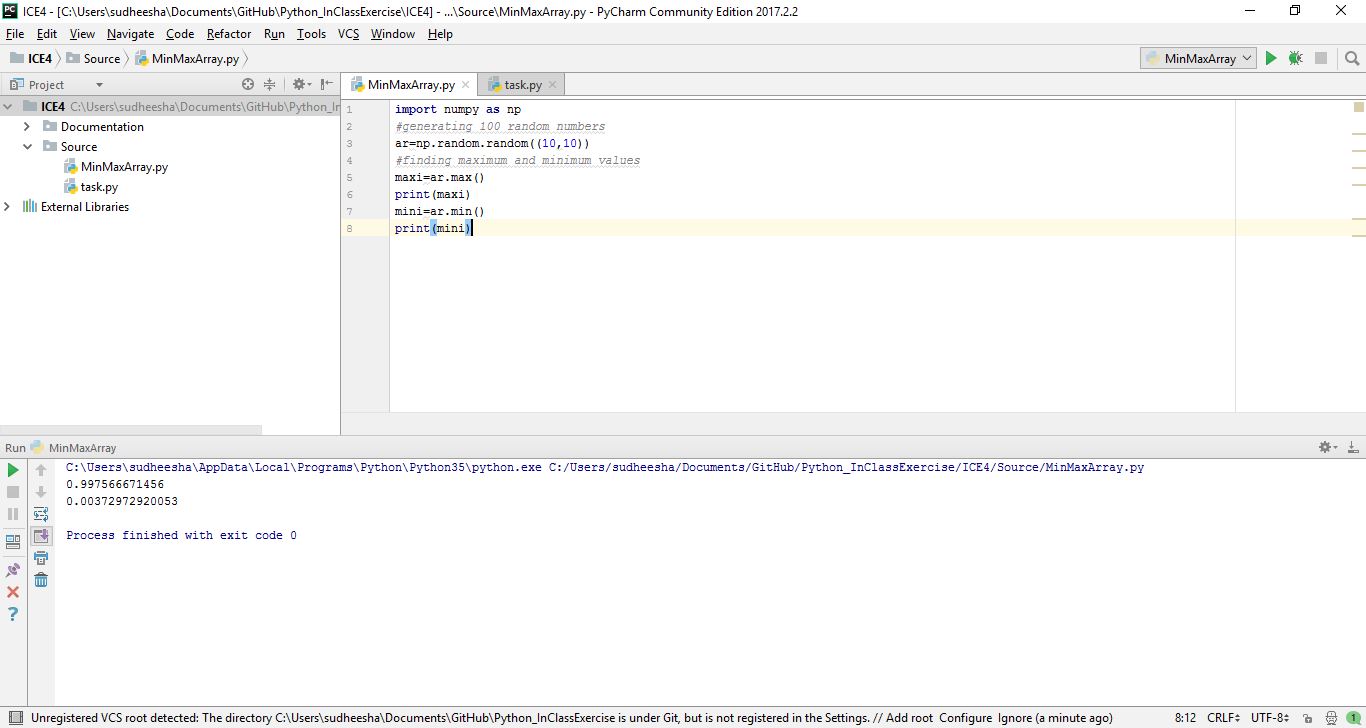 ICE4 - [C:\Users\sudheesha\Documents\GitHub\Python_InClassExercise\ICE4] - ...\Source\MinMaxArray.py - PyCharm Community Edition 2017.2.2
File Edit View Navigate Code Refactor Run Tools VCS Window Help
ICE4 Source MinMaxArray.py MinMaxArray
Project MinMaxArray.py task.py
ICE4 C:\Users\sudheesha\Documents\GitHub\Python_In
Documentation
Source
MinMaxArray.py
task.py
External Libraries
1 import numpy as np
2 #generating 100 random numbers
3 ar=np.random.random((10,10))
4 #finding maximum and minimum values
5 maxi=ar.max()
6 print(maxi)
7 mini=ar.min()
8 print(mini)
Run MinMaxArray
C:\Users\sudheesha\AppData\Local\Programs\Python\Python35\python.exe C:/Users/sudheesha/Documents/GitHub/Python_InClassExercise/ICE4/Source/MinMaxArray.py
0.997566671456
0.00372972920053
Process finished with exit code 0
Unregistered VCS root detected: The directory C:\Users\sudheesha\Documents\GitHub\Python_InClassExercise is under Git, but is not registered in the Settings. // Add root Configure Ignore (a minute ago) 8:12 CRLF UTF-8 1